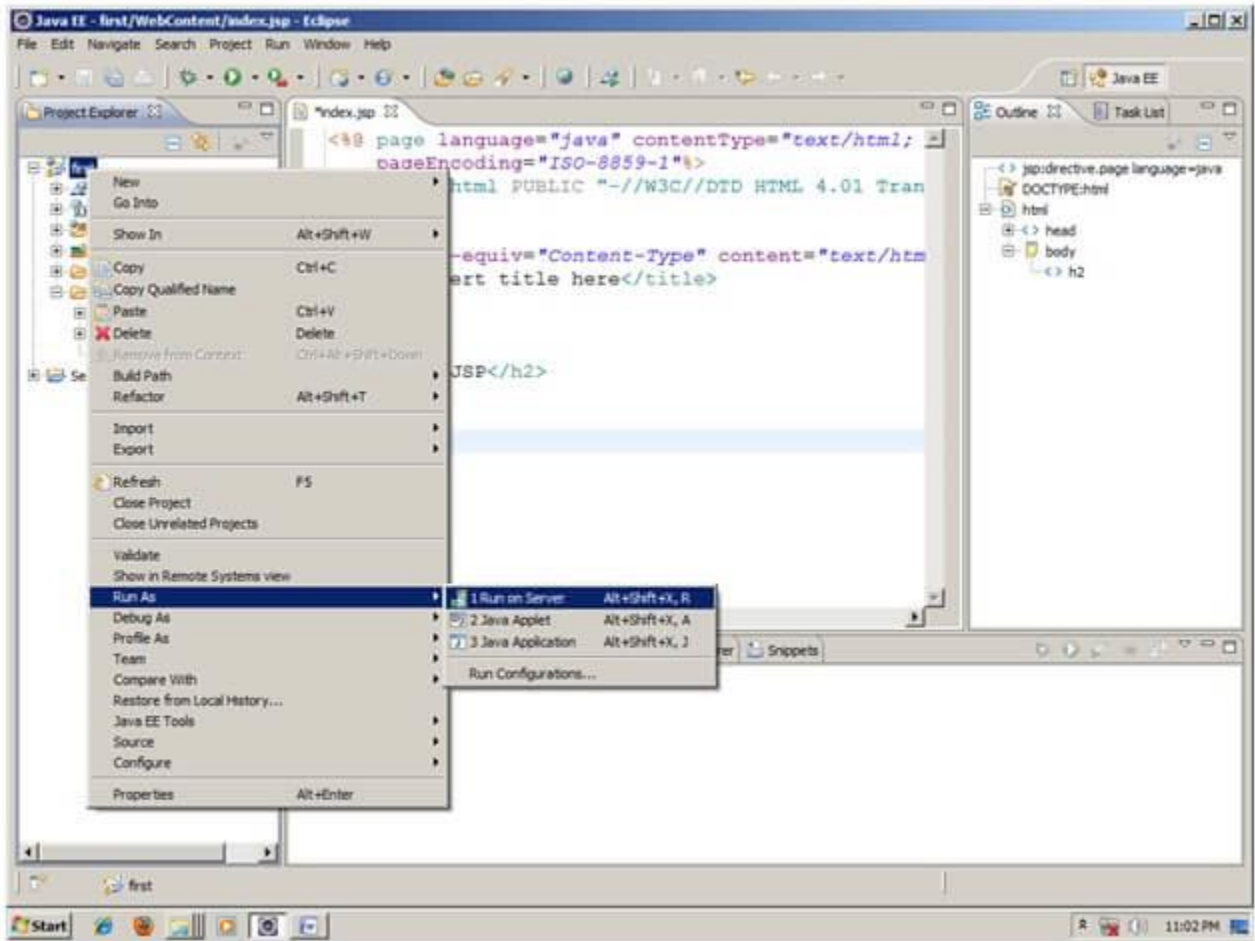 Java EE - first/WebContent/index.jsp - Eclipse
File Edit Navigate Search Project Run Window Help
Java EE
Project Explorer
*index.jsp
Outline
Task List
<%@ page language="java" contentType="text/html;
pageEncoding="ISO-8859-1"%>
html PUBLIC "-//W3C//DTD HTML 4.01 Tran
-equiv="Content-Type" content="text/htm
ert title here</title>
JSP</h2>
first
Se
New
Go Into
Show In Alt+Shift+W
Copy Ctrl+C
Copy Qualified Name
Paste Ctrl+V
Delete Delete
Remove from Context Ctrl+Alt+Shift+Down
Build Path
Refactor Alt+Shift+T
Import
Export
Refresh F5
Close Project
Close Unrelated Projects
Validate
Show in Remote Systems view
Run As
Debug As
Profile As
Team
Compare With
Restore from Local History...
Java EE Tools
Source
Configure
Properties Alt+Enter
1 Run on Server Alt+Shift+X, R
2 Java Applet Alt+Shift+X, A
3 Java Application Alt+Shift+X, J
Run Configurations...
rer
Snippets
jsp:directive.page language=java
DOCTYPE:html
html
head
body
h2
first
Start
11:02 PM